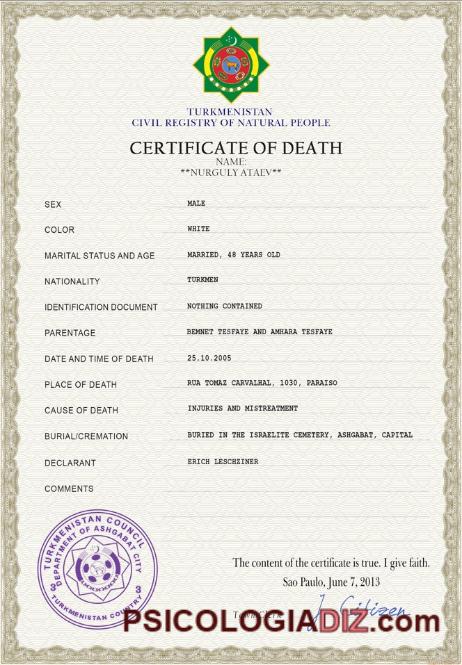 TURKMENISTAN
CIVIL REGISTRY OF NATURAL PEOPLE
CERTIFICATE OF DEATH
NAME:
**NURGULY ATAEV**
SEX MALE
COLOR WHITE
MARITAL STATUS AND AGE MARRIED, 48 YEARS OLD
NATIONALITY TURKMEN
IDENTIFICATION DOCUMENT NOTHING CONTAINED
PARENTAGE BEMNET TESFAYE AND AMHARA TESFAYE
DATE AND TIME OF DEATH 25.10.2005
PLACE OF DEATH RUA TOMAZ CARVALHAL, 1030, PARAISO
CAUSE OF DEATH INJURIES AND MISTREATMENT
BURIAL/CREMATION BURIED IN THE ISRAELITE CEMETERY, ASHGABAT, CAPITAL
DECLARANT ERICH LESCHZINER
COMMENTS
TURKMENISTAN COUNCIL
DEPARTMENT OF ASHGABAT CITY
3 3
TURKMENISTAN COUNTRY
The content of the certificate is true. I give faith.
Sao Paulo, June 7, 2013
J. Citizen
PSICOLOGIADIZ.com